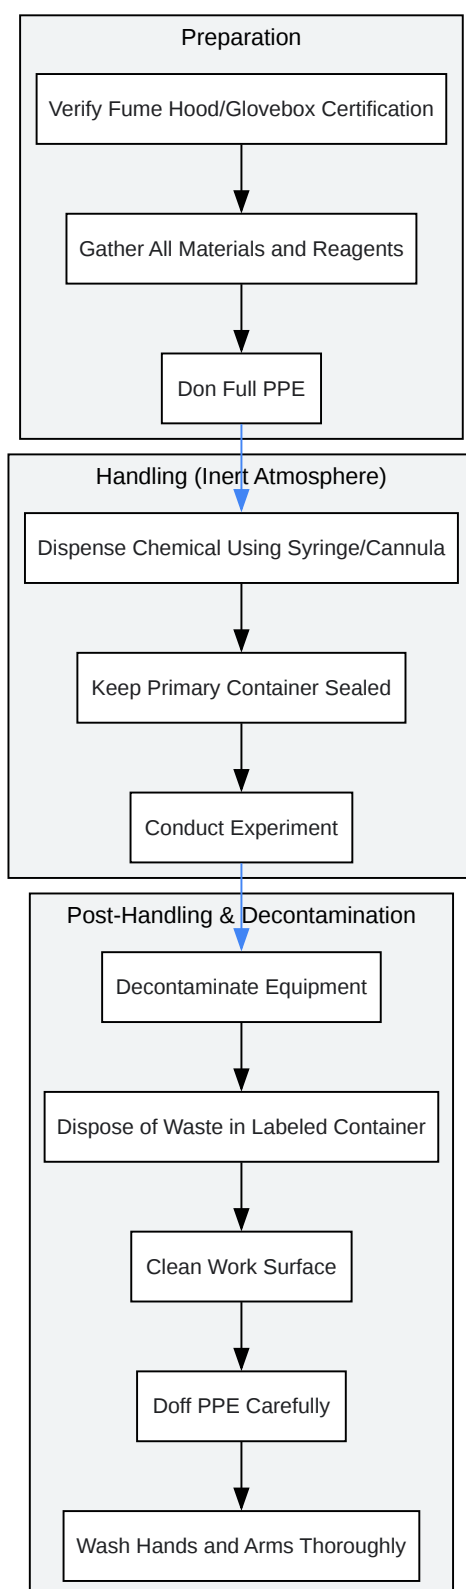 Preparation
Verify Fume Hood/Glovebox Certification
Gather All Materials and Reagents
Don Full PPE
Handling (Inert Atmosphere)
Dispense Chemical Using Syringe/Cannula
Keep Primary Container Sealed
Conduct Experiment
Post-Handling & Decontamination
Decontaminate Equipment
Dispose of Waste in Labeled Container
Clean Work Surface
Doff PPE Carefully
Wash Hands and Arms Thoroughly